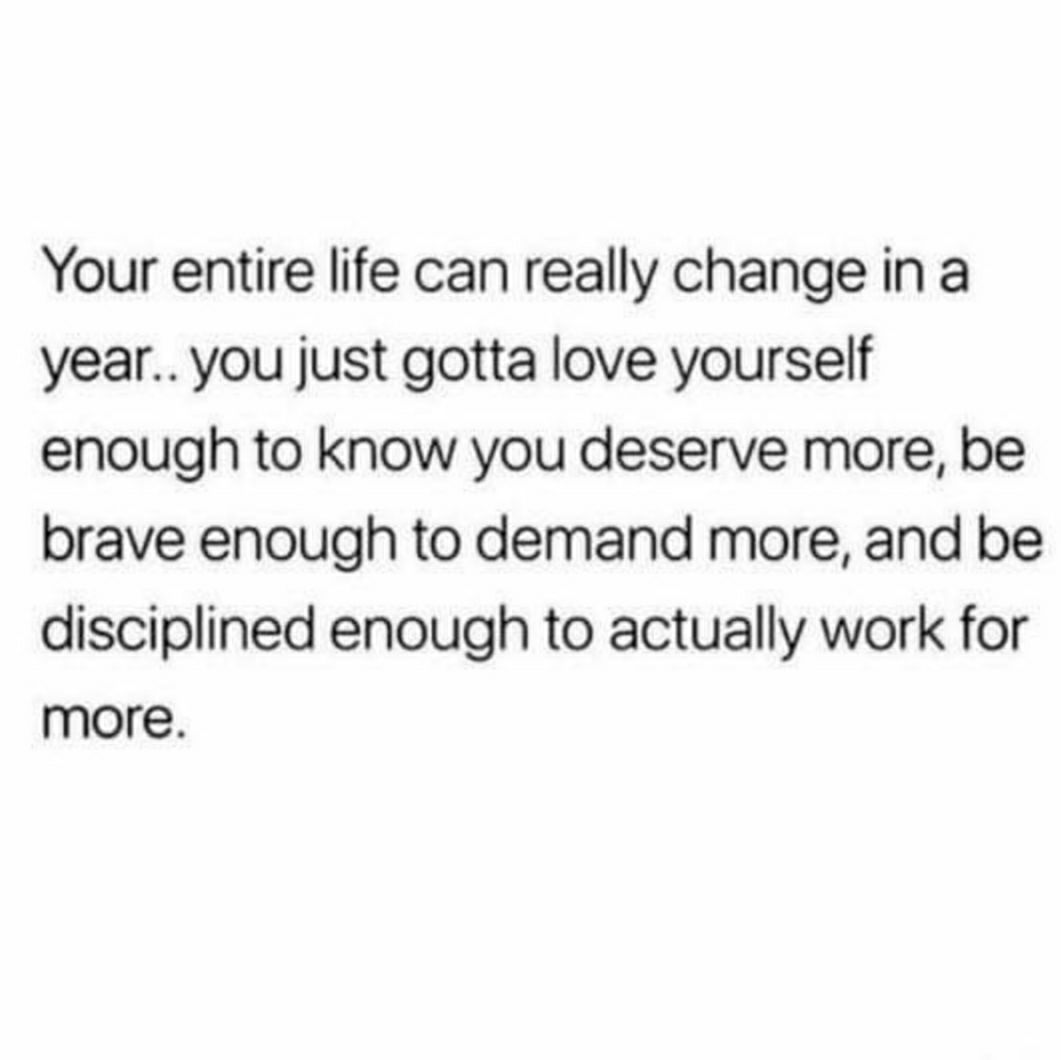 Your entire life can really change in a
year.. you just gotta love yourself
enough to know you deserve more, be
brave enough to demand more, and be
disciplined enough to actually work for
more.